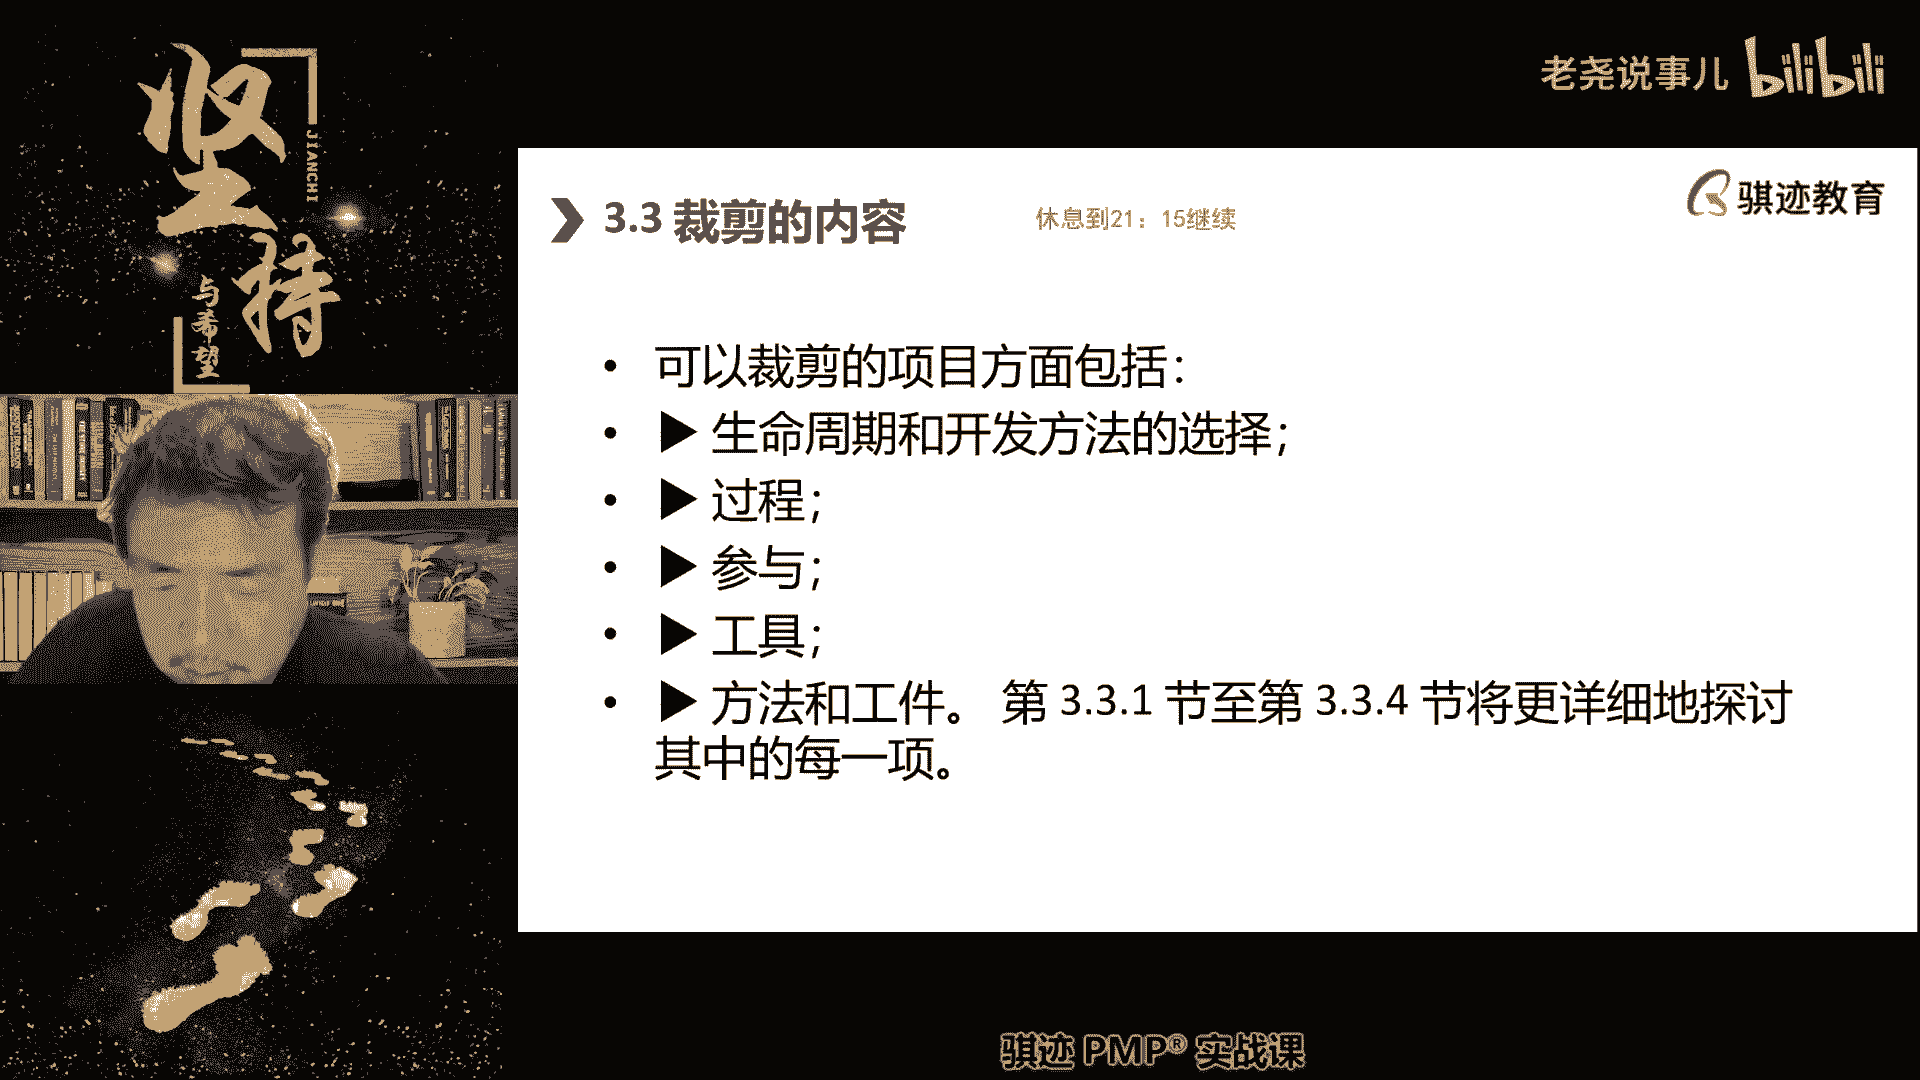 坚持
JIANCHI
与希望
老尧说事儿 bilibili
骐迹教育
3.3 裁剪的内容
休息到21：15继续
• 可以裁剪的项目方面包括：
• ▶ 生命周期和开发方法的选择；
• ▶ 过程；
• ▶ 参与；
• ▶ 工具；
• ▶ 方法和工件。 第 3.3.1 节至第 3.3.4 节将更详细地探讨
其中的每一项。
骐迹 PMP® 实战课